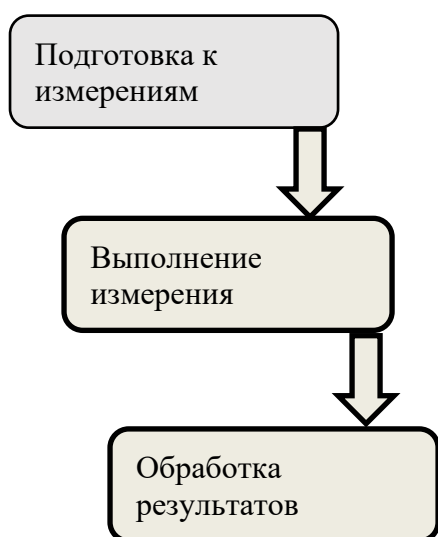 Подготовка к
измерениям
Выполнение
измерения
Обработка
результатов